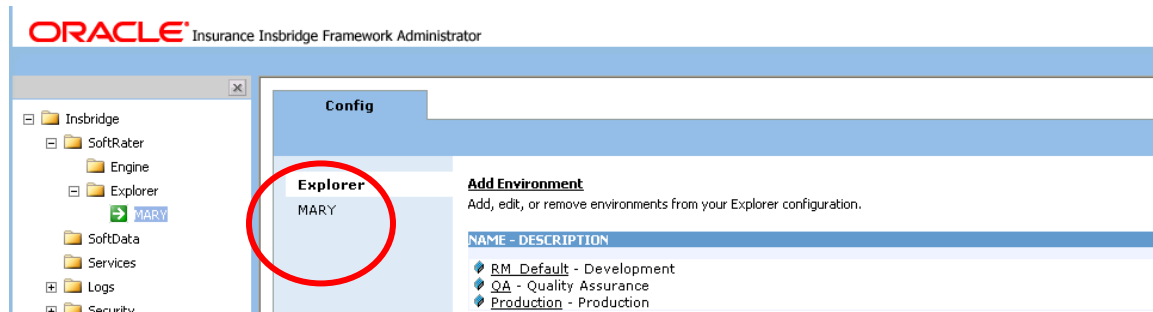 ORACLE® Insurance Insbridge Framework Administrator
Insbridge
SoftRater
Engine
Explorer
MARY
SoftData
Services
Logs
Security
Config
Explorer
MARY
Add Environment
Add, edit, or remove environments from your Explorer configuration.
NAME - DESCRIPTION
RM_Default - Development
QA - Quality Assurance
Production - Production